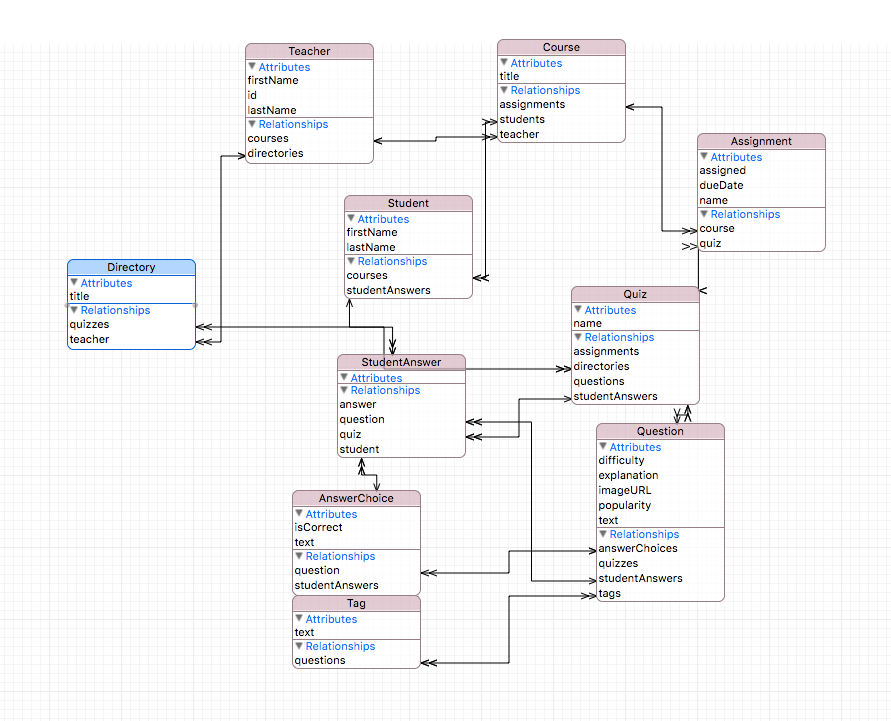 Teacher
Attributes
firstName
id
lastName
Relationships
courses
directories
Course
Attributes
title
Relationships
assignments
students
teacher
Assignment
Attributes
assigned
dueDate
name
Relationships
course
quiz
Student
Attributes
firstName
lastName
Relationships
courses
studentAnswers
Directory
Attributes
title
Relationships
quizzes
teacher
Quiz
Attributes
name
Relationships
assignments
directories
questions
studentAnswers
StudentAnswer
Attributes
Relationships
answer
question
quiz
student
Question
Attributes
difficulty
explanation
imageURL
popularity
text
Relationships
answerChoices
quizzes
studentAnswers
tags
AnswerChoice
Attributes
isCorrect
text
Relationships
question
studentAnswers
Tag
Attributes
text
Relationships
questions